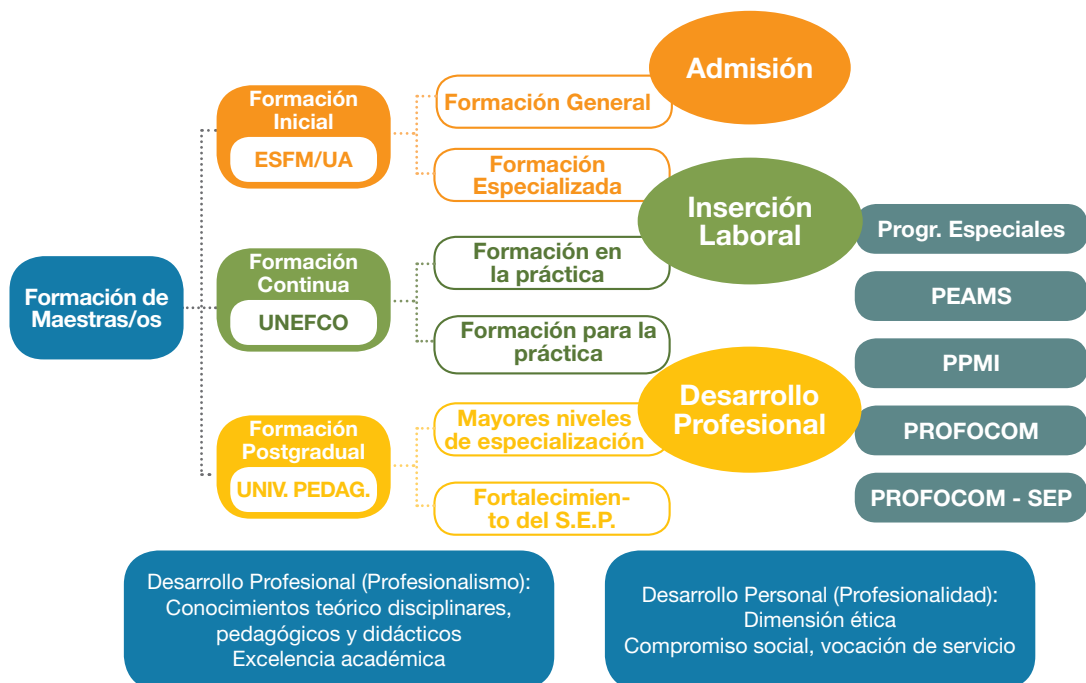 Formación de
Maestras/os
Formación
Inicial
ESFM/UA
Formación General
Formación
Especializada
Admisión
Formación
Continua
UNEFCO
Formación en
la práctica
Formación para la
práctica
Inserción
Laboral
Formación
Postgradual
UNIV. PEDAG.
Mayores niveles
de especialización
Fortalecimien-
to del S.E.P.
Desarrollo
Profesional
Progr. Especiales
PEAMS
PPMI
PROFOCOM
PROFOCOM - SEP
Desarrollo Profesional (Profesionalismo):
Conocimientos teórico disciplinares,
pedagógicos y didácticos
Excelencia académica
Desarrollo Personal (Profesionalidad):
Dimensión ética
Compromiso social, vocación de servicio